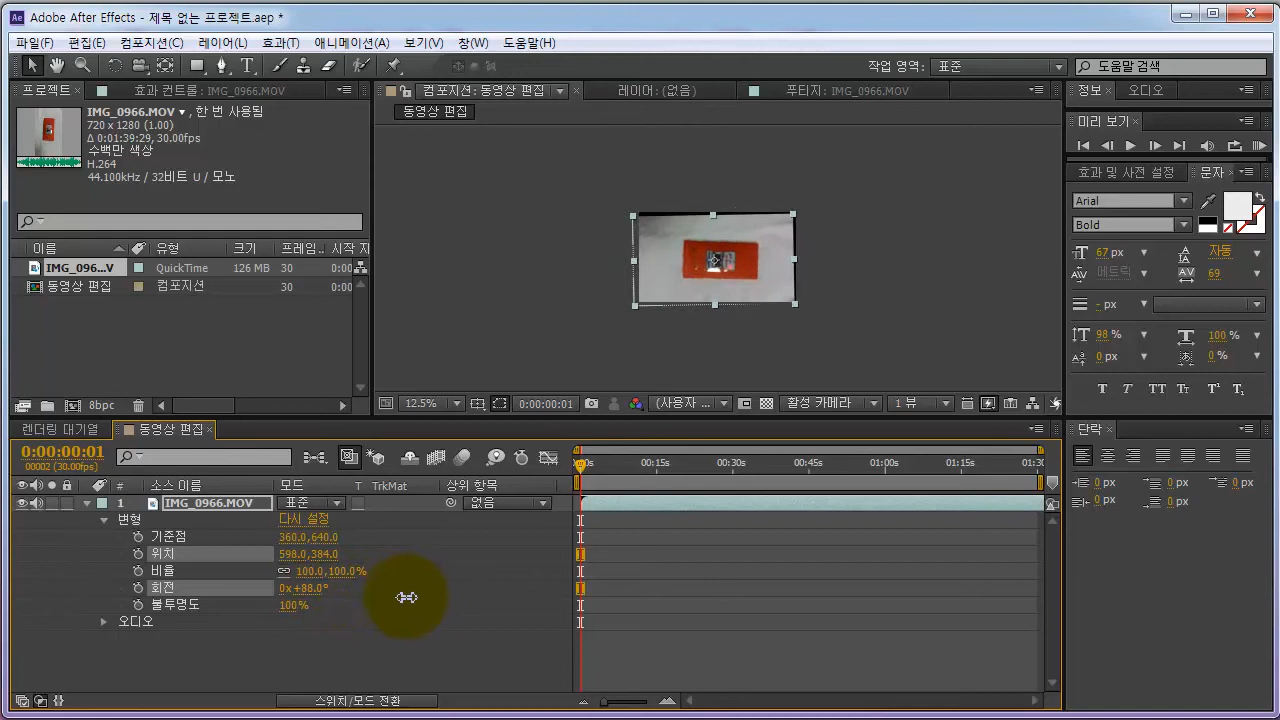 Adobe After Effects - 제목 없는 프로젝트.aep *
파일(F) 편집(E) 컴포지션(C) 레이어(L) 효과(T) 애니메이션(A) 보기(V) 창(W) 도움말(H)
작업 영역: 표준 도움말 검색
프로젝트 효과 컨트롤: IMG_0966.MOV
컴포지션: 동영상 편집 레이어: (없음) 푸티지: IMG_0966.MOV
정보 오디오
동영상 편집
IMG_0966.MOV , 한 번 사용됨
720 x 1280 (1.00)
Δ 0:01:39:29, 30.00fps
수백만 색상
H.264
44.100kHz / 32비트 U / 모노
미리 보기
효과 및 사전 설정 문자
Arial
Bold
67 px 자동
메트릭 69
- px
98 % 100 %
0 px 0 %
이름 유형 크기 프레임... 시작 지
IMG_096...V QuickTime 126 MB 30 0:00
동영상 편집 컴포지션 30 0:00
8bpc
12.5% 0:00:00:01 (사용자 ... 활성 카메라 1 뷰
렌더링 대기열 동영상 편집
단락
0:00:00:01
00002 (30.00fps)
00s 00:15s 00:30s 00:45s 01:00s 01:15s 01:30
# 소스 이름 모드 T TrkMat 상위 항목
1 IMG_0966.MOV 표준 없음
변형 다시 설정
기준점 360.0,640.0
위치 598.0,384.0
비율 100.0,100.0%
회전 0x+88.0°
불투명도 100%
오디오
0 px 0 px 0 px
0 px 0 px
스위치/모드 전환